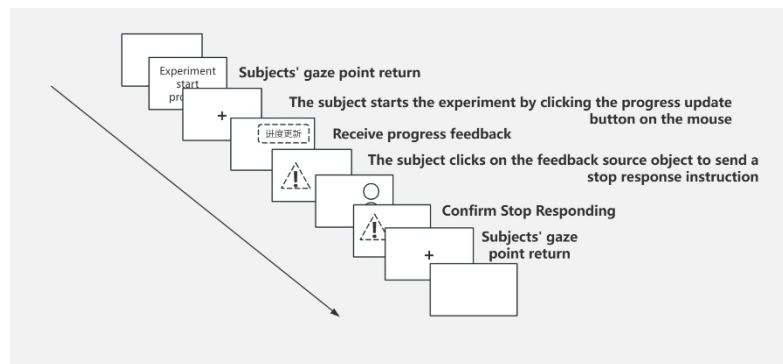 Experiment
start
Subjects' gaze point return
+
The subject starts the experiment by clicking the progress update
button on the mouse
进度更新
Receive progress feedback
The subject clicks on the feedback source object to send a
stop response instruction
!
Confirm Stop Responding
!
Subjects' gaze
point return
+